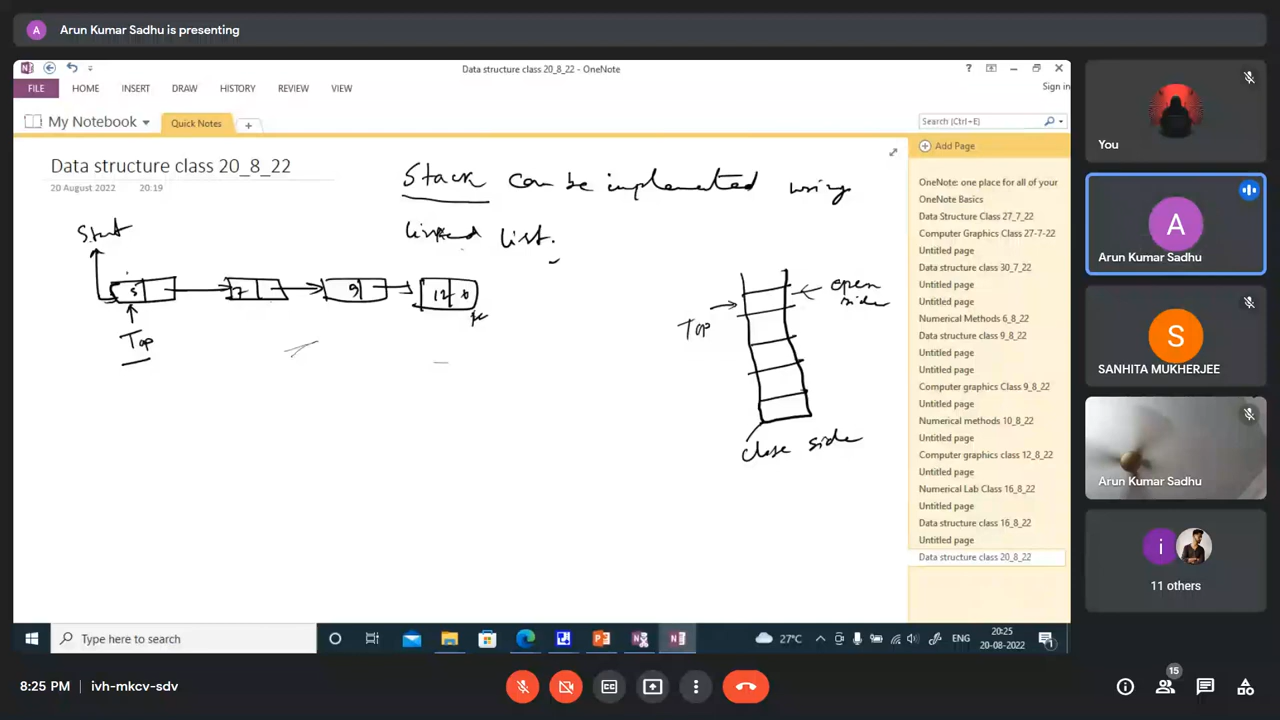 A Arun Kumar Sadhu is presenting
Data structure class 20_8_22 - OneNote
?
Sign in
FILE HOME INSERT DRAW HISTORY REVIEW VIEW
My Notebook
Quick Notes
+
Search (Ctrl+E)
Data structure class 20_8_22
20 August 2022 20:19
Stack can be implemented using
linked list.
Start
5 7 9 12
Top
Top
open
side
close side
Add Page
OneNote: one place for all of your
OneNote Basics
Data Structure Class 27_7_22
Computer Graphics Class 27-7-22
Untitled page
Data structure class 30_7_22
Untitled page
Untitled page
Numerical Methods 6_8_22
Data structure class 9_8_22
Untitled page
Untitled page
Computer graphics Class 9_8_22
Untitled page
Numerical methods 10_8_22
Untitled page
Computer graphics class 12_8_22
Untitled page
Numerical Lab Class 16_8_22
Untitled page
Data structure class 16_8_22
Untitled page
Data structure class 20_8_22
You
A
Arun Kumar Sadhu
S
SANHITA MUKHERJEE
Arun Kumar Sadhu
i
11 others
Type here to search
27°C
ENG
20:25
20-08-2022
1
8:25 PM | ivh-mkcv-sdv
15